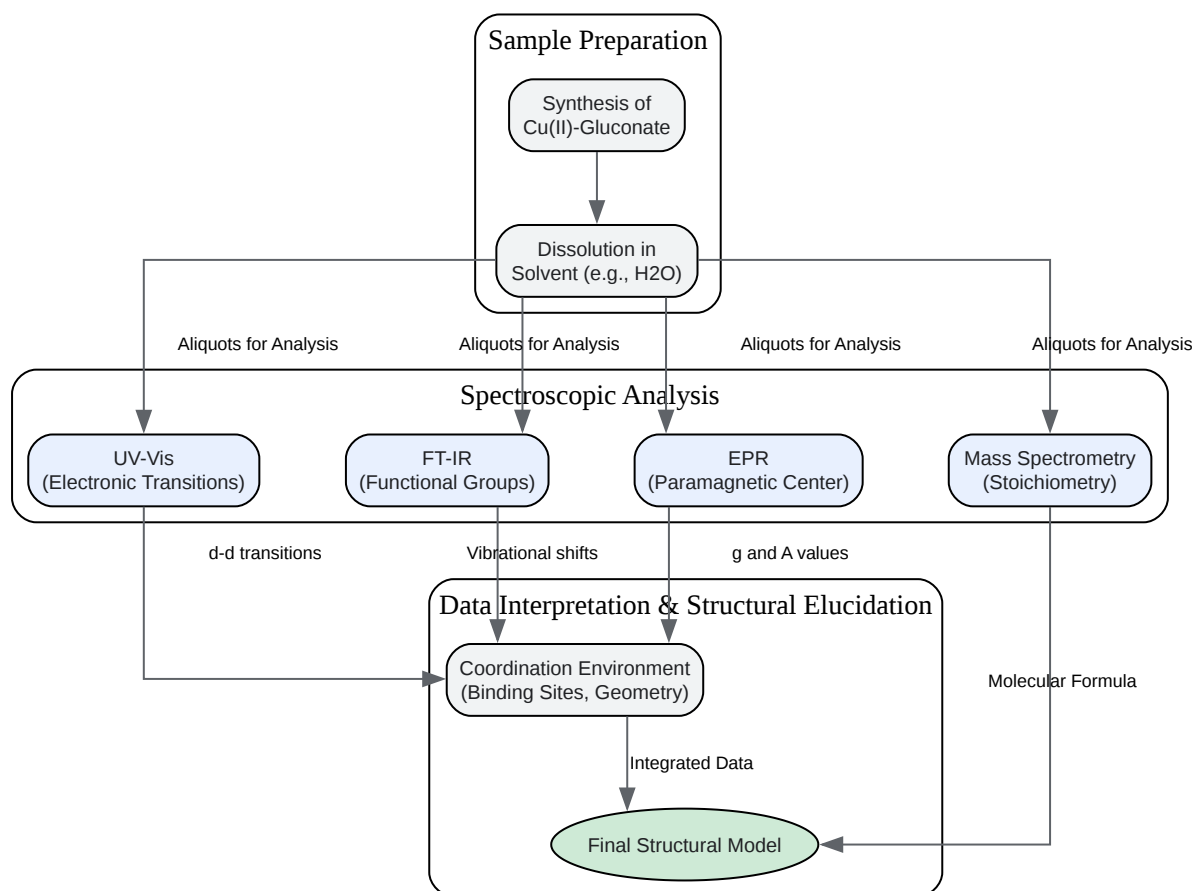 Sample Preparation
Synthesis of
Cu(II)-Gluconate
Dissolution in
Solvent (e.g., H2O)
Aliquots for Analysis
Aliquots for Analysis
Aliquots for Analysis
Aliquots for Analysis
Spectroscopic Analysis
UV-Vis
(Electronic Transitions)
FT-IR
(Functional Groups)
EPR
(Paramagnetic Center)
Mass Spectrometry
(Stoichiometry)
d-d transitions
Vibrational shifts
g and A values
Data Interpretation & Structural Elucidation
Coordination Environment
(Binding Sites, Geometry)
Molecular Formula
Integrated Data
Final Structural Model